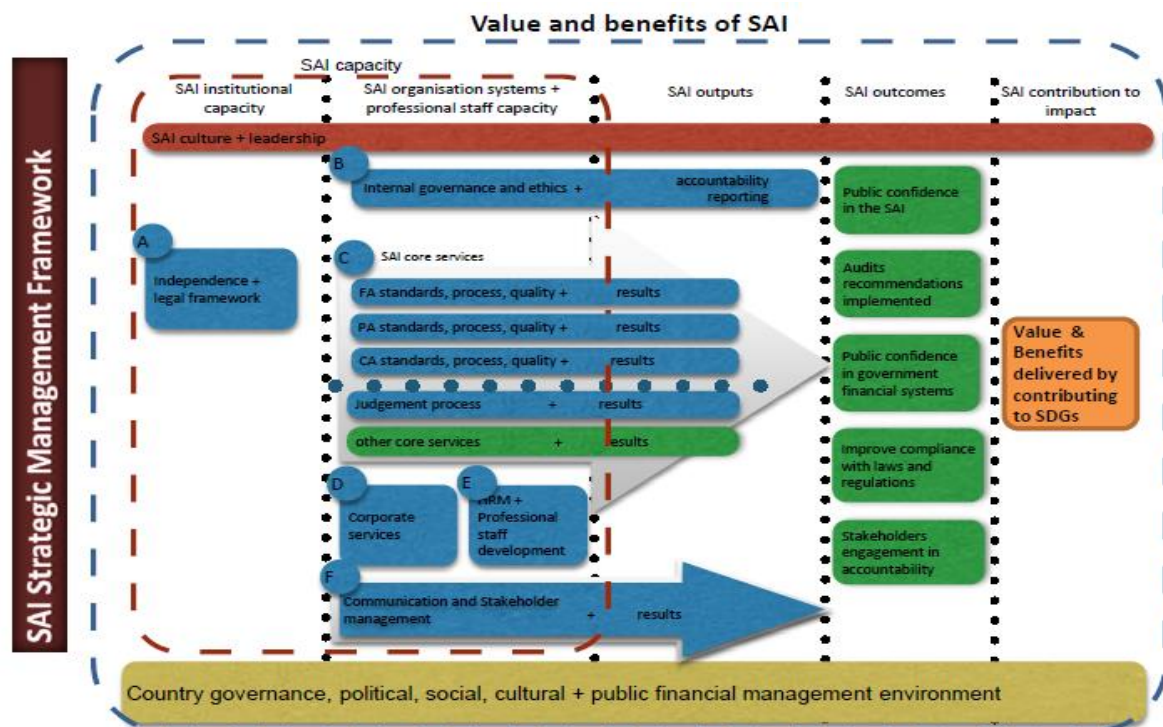 Value and benefits of SAI
SAI Strategic Management Framework
SAI capacity
SAI institutional
capacity
SAI organisation systems +
professional staff capacity
SAI outputs
SAI outcomes
SAI contribution to
impact
SAI culture + leadership
B
Internal governance and ethics + accountability
reporting
A
Independence +
legal framework
C
SAI core services
FA standards, process, quality + results
PA standards, process, quality + results
CA standards, process, quality + results
Judgement process + results
other core services + results
D
Corporate
services
E
HRM +
Professional
staff
development
F
Communication and Stakeholder
management + results
Public confidence
in the SAI
Audits
recommendations
implemented
Public confidence
in government
financial systems
Improve compliance
with laws and
regulations
Stakeholders
engagement in
accountability
Value &
Benefits
delivered by
contributing
to SDGs
Country governance, political, social, cultural + public financial management environment